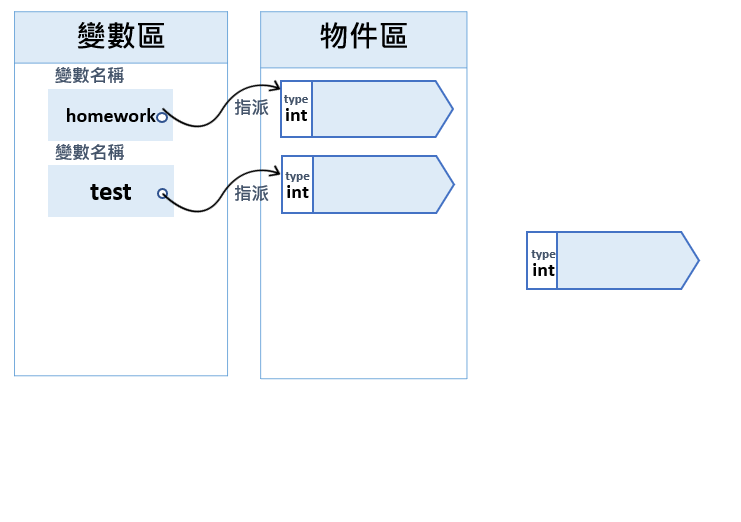 變數區
物件區
變數名稱
homework
指派
type
int
變數名稱
test
指派
type
int
type
int